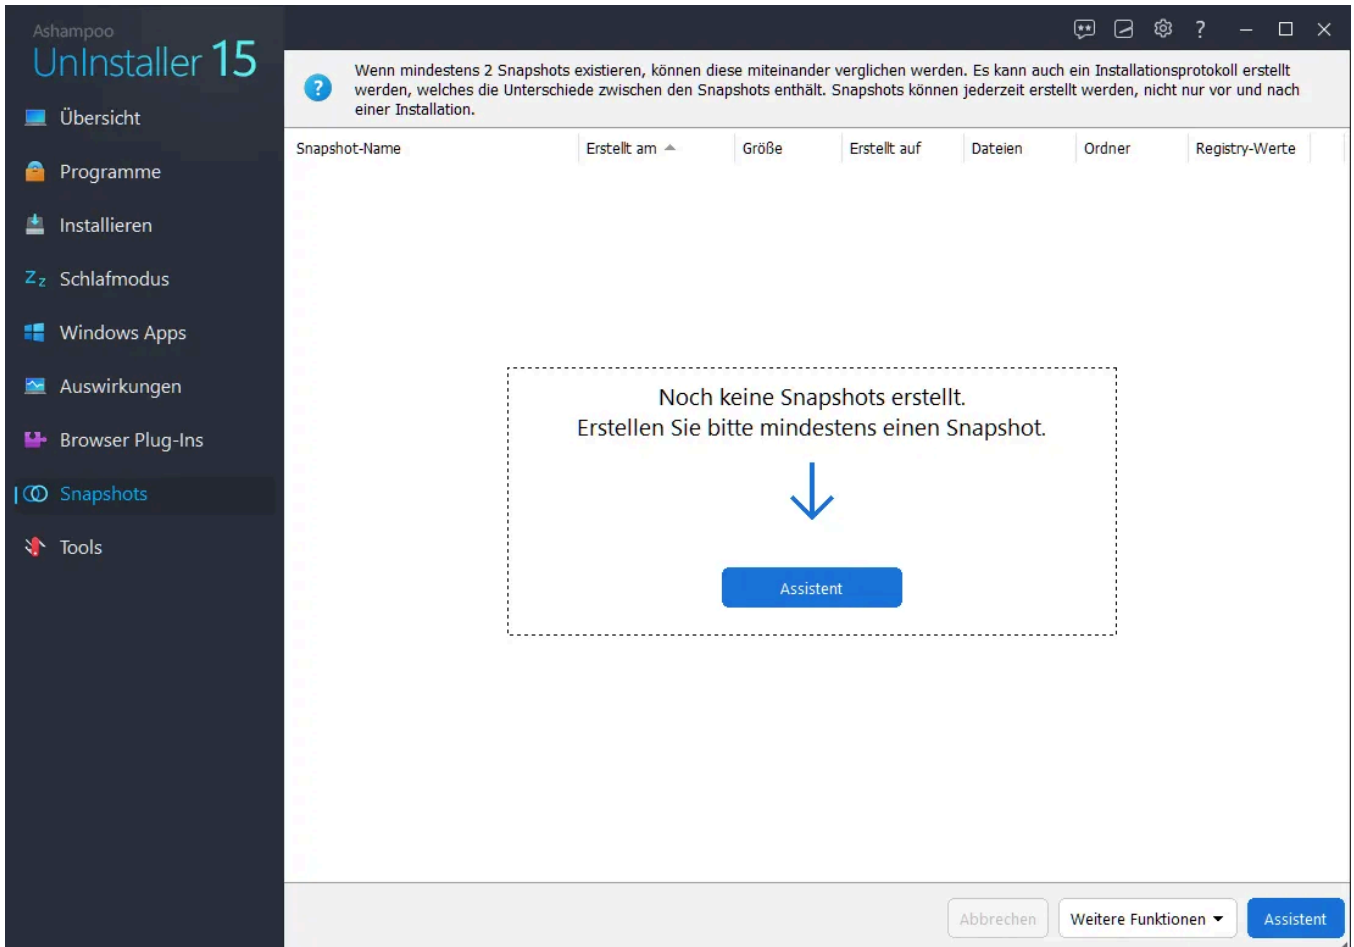 Ashampoo
UnInstaller 15
Wenn mindestens 2 Snapshots existieren, können diese miteinander verglichen werden. Es kann auch ein Installationsprotokoll erstellt
werden, welches die Unterschiede zwischen den Snapshots enthält. Snapshots können jederzeit erstellt werden, nicht nur vor und nach
einer Installation.
Übersicht
Programme
Installieren
Zz Schlafmodus
Windows Apps
Auswirkungen
Browser Plug-Ins
Snapshots
Tools
Snapshot-Name Erstellt am Größe Erstellt auf Dateien Ordner Registry-Werte
Noch keine Snapshots erstellt.
Erstellen Sie bitte mindestens einen Snapshot.
Assistent
Abbrechen Weitere Funktionen Assistent